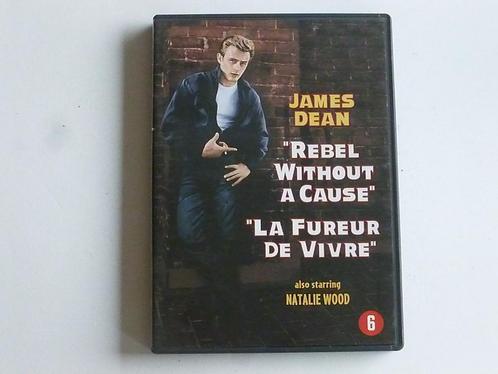 JAMES
DEAN
"REBEL
WITHOUT
A CAUSE"
"LA FUREUR
DE VIVRE"
also starring
NATALIE WOOD
6